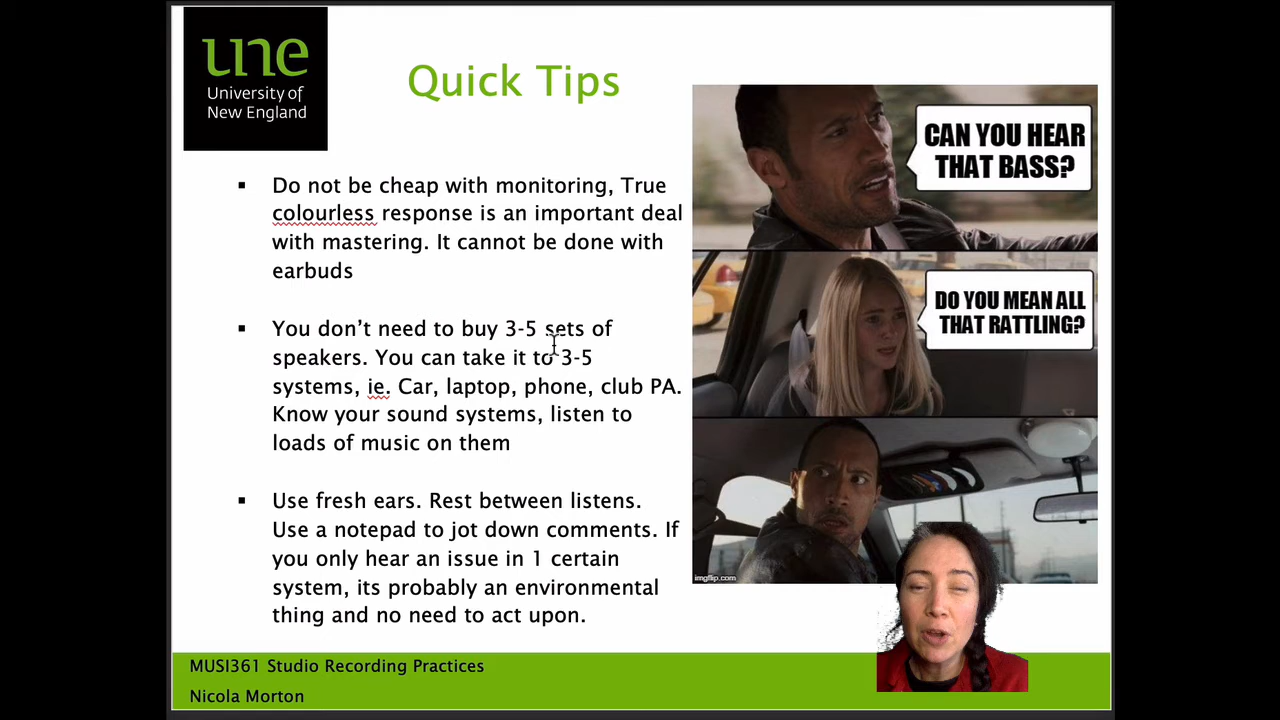 une
University of
New England
Quick Tips
▪ Do not be cheap with monitoring, True
colourless response is an important deal
with mastering. It cannot be done with
earbuds
▪ You don’t need to buy 3-5 sets of
speakers. You can take it to 3-5
systems, ie. Car, laptop, phone, club PA.
Know your sound systems, listen to
loads of music on them
▪ Use fresh ears. Rest between listens.
Use a notepad to jot down comments. If
you only hear an issue in 1 certain
system, its probably an environmental
thing and no need to act upon.
CAN YOU HEAR
THAT BASS?
DO YOU MEAN ALL
THAT RATTLING?
imgflip.com
MUSI361 Studio Recording Practices
Nicola Morton